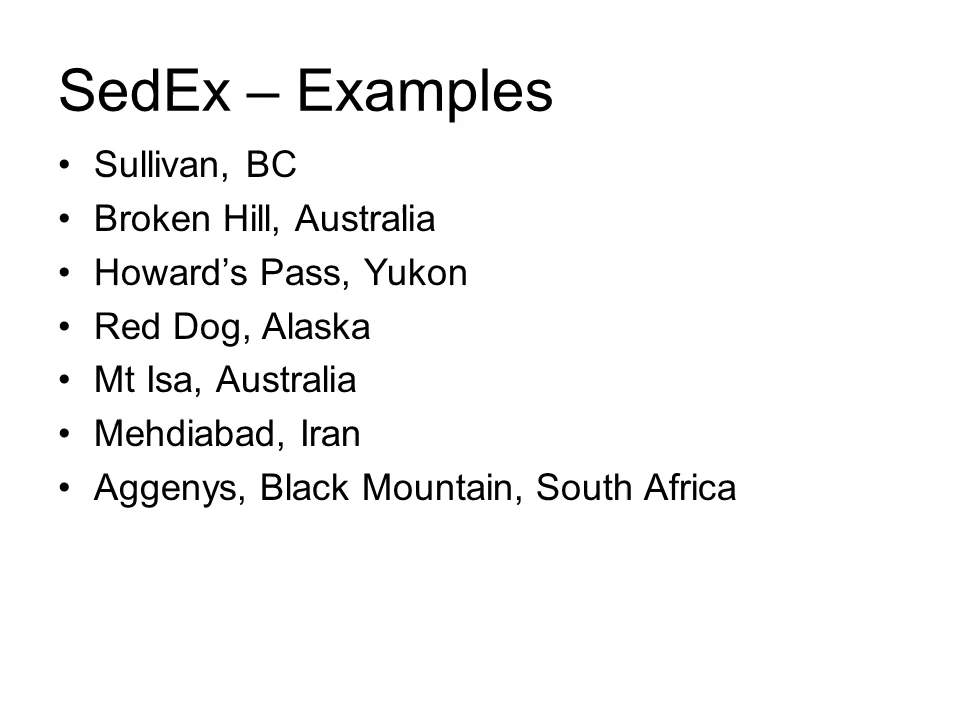 SedEx – Examples
• Sullivan, BC
• Broken Hill, Australia
• Howard’s Pass, Yukon
• Red Dog, Alaska
• Mt Isa, Australia
• Mehdiabad, Iran
• Aggenys, Black Mountain, South Africa